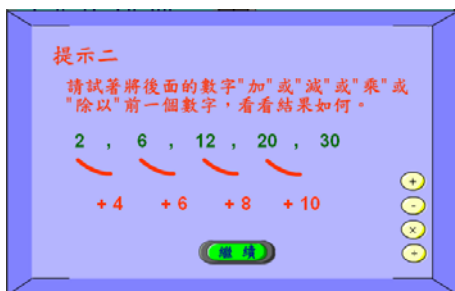 提示二
請試著將後面的數字"加"或"減"或"乘"或
"除以"前一個數字，看看結果如何。
2 , 6 , 12 , 20 , 30
+ 4 + 6 + 8 + 10
+
-
×
÷
繼續